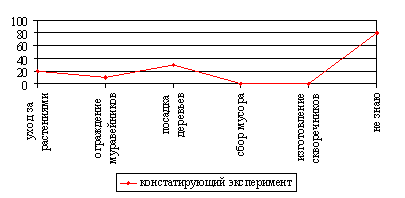 100
80
60
40
20
0
уход за
растениями
ограждение
муравейников
посадка
деревьев
сбор мусора
изготовление
скворечников
не знаю
констатирующий эксперимент